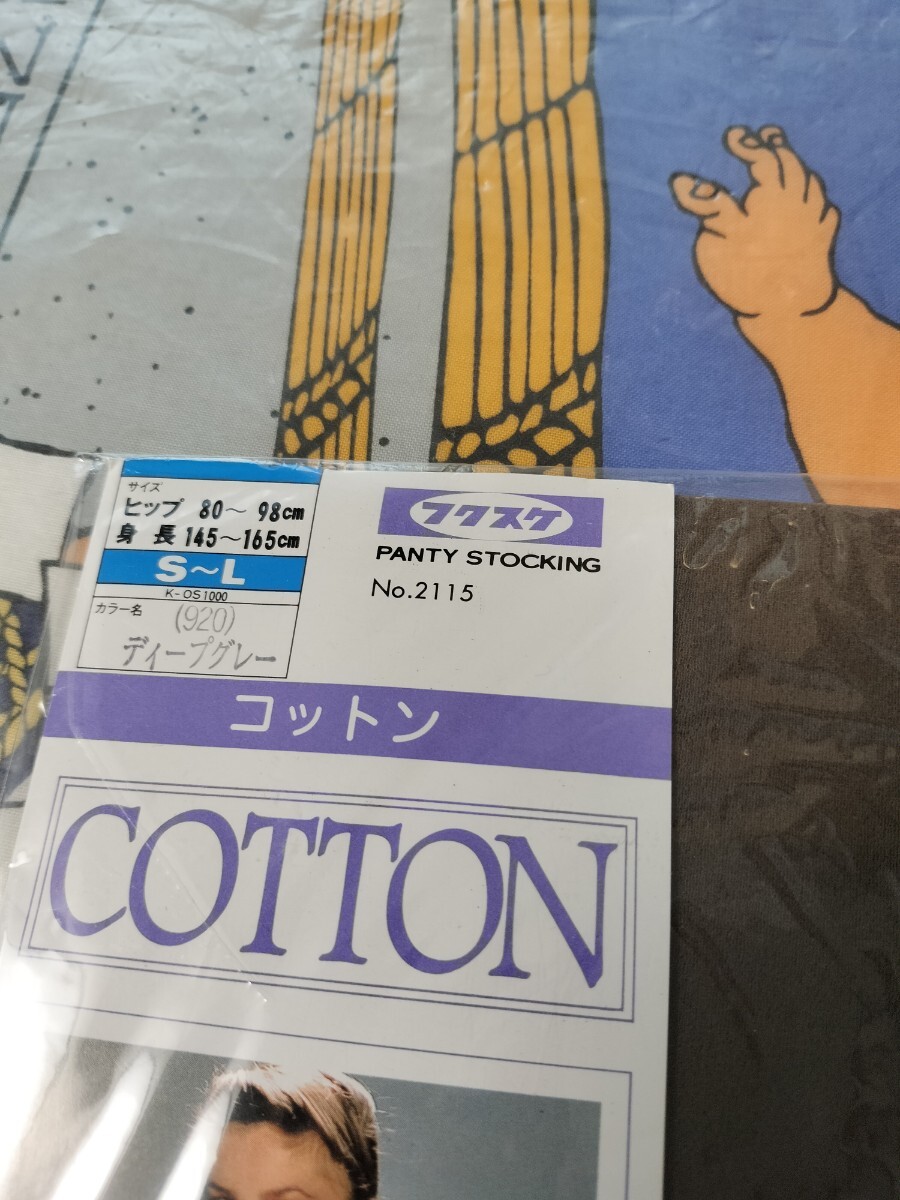 サイズ
ヒップ 80～98cm
身長 145～165cm
S～L
K-OS1000
カラー名
(920)
ディープグレー
フクスケ
PANTY STOCKING
No.2115
コットン
COTTON